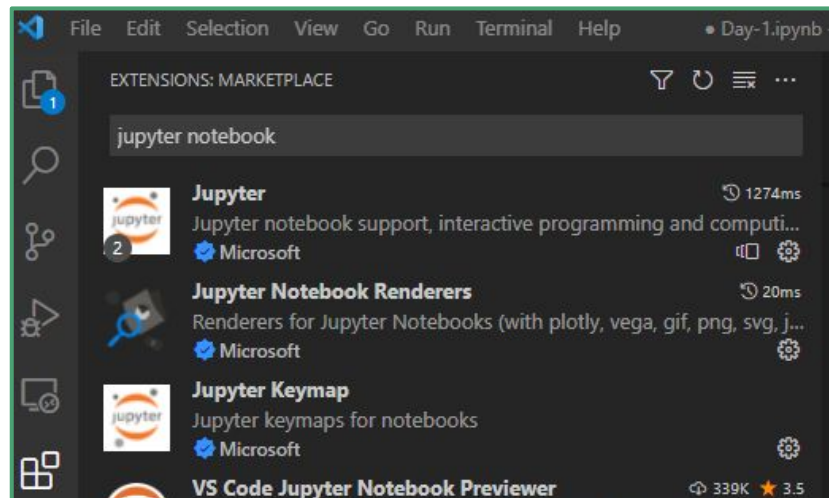 File Edit Selection View Go Run Terminal Help ● Day-1.ipynb -
EXTENSIONS: MARKETPLACE
1
jupyter notebook
Jupyter 1274ms
jupyter
Jupyter notebook support, interactive programming and computi...
2
Microsoft
Jupyter Notebook Renderers 20ms
Renderers for Jupyter Notebooks (with plotly, vega, gif, png, svg, j...
Microsoft
Jupyter Keymap
jupyter
Jupyter keymaps for notebooks
Microsoft
VS Code Jupyter Notebook Previewer 339K ★ 3.5